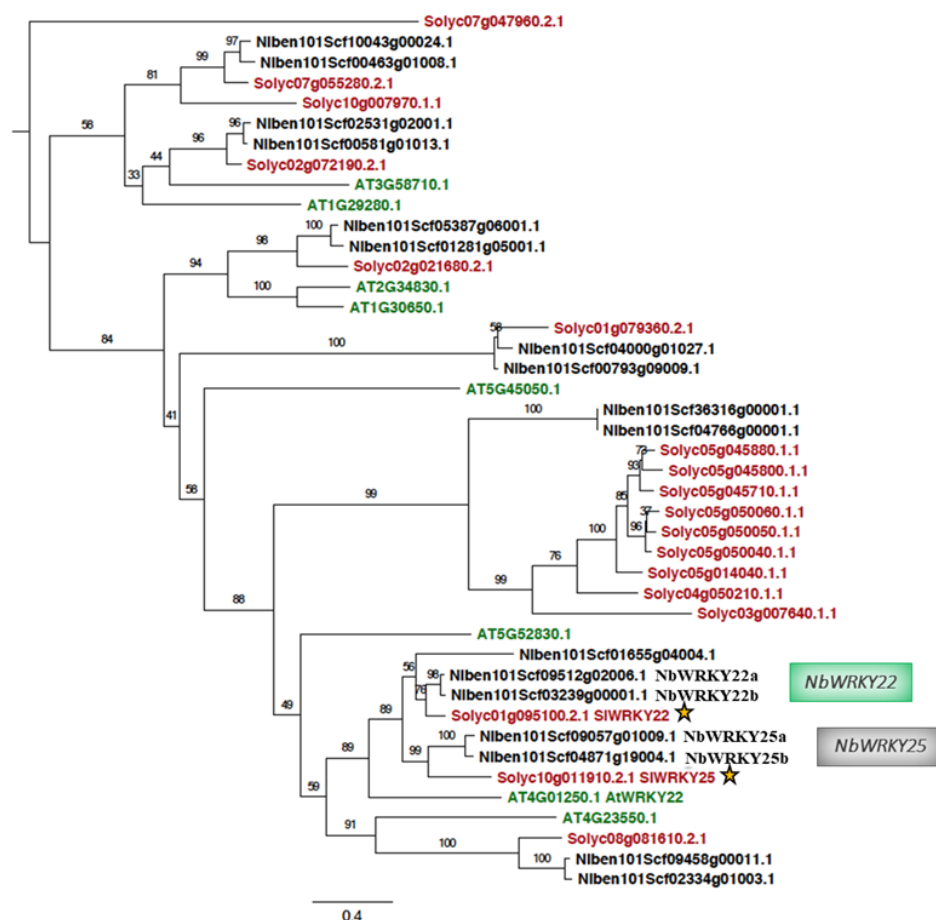 Solyc07g047960.2.1
97
Niben101Scf10043g00024.1
99
Niben101Scf00463g01008.1
81
Solyc07g055280.2.1
Solyc10g007970.1.1
58
96
Niben101Scf02531g02001.1
96
Niben101Scf00581g01013.1
44
Solyc02g072190.2.1
33
AT3G58710.1
AT1G29280.1
100
Niben101Scf05387g06001.1
98
Niben101Scf01281g05001.1
94
Solyc02g021680.2.1
100
AT2G34830.1
AT1G30650.1
84
58
Solyc01g079360.2.1
100
Niben101Scf04000g01027.1
Niben101Scf00793g09009.1
AT5G45050.1
41
100
Niben101Scf36316g00001.1
Niben101Scf04766g00001.1
73
Solyc05g045880.1.1
93
Solyc05g045800.1.1
58
99
85
Solyc05g045710.1.1
37
Solyc05g050060.1.1
100
96
Solyc05g050050.1.1
Solyc05g050040.1.1
76
Solyc05g014040.1.1
99
Solyc04g050210.1.1
88
Solyc03g007640.1.1
AT5G52830.1
56
Niben101Scf01655g04004.1
98
Niben101Scf09512g02006.1 NbWRKY22a
NbWRKY22
76
Niben101Scf03239g00001.1 NbWRKY22b
49
89
Solyc01g095100.2.1 SlWRKY22
100
Niben101Scf09057g01009.1 NbWRKY25a
NbWRKY25
89
99
Niben101Scf04871g19004.1 NbWRKY25b
Solyc10g011910.2.1 SlWRKY25
59
AT4G01250.1 AtWRKY22
AT4G23550.1
91
Solyc08g081610.2.1
100
100
Niben101Scf09458g00011.1
Niben101Scf02334g01003.1
0.4